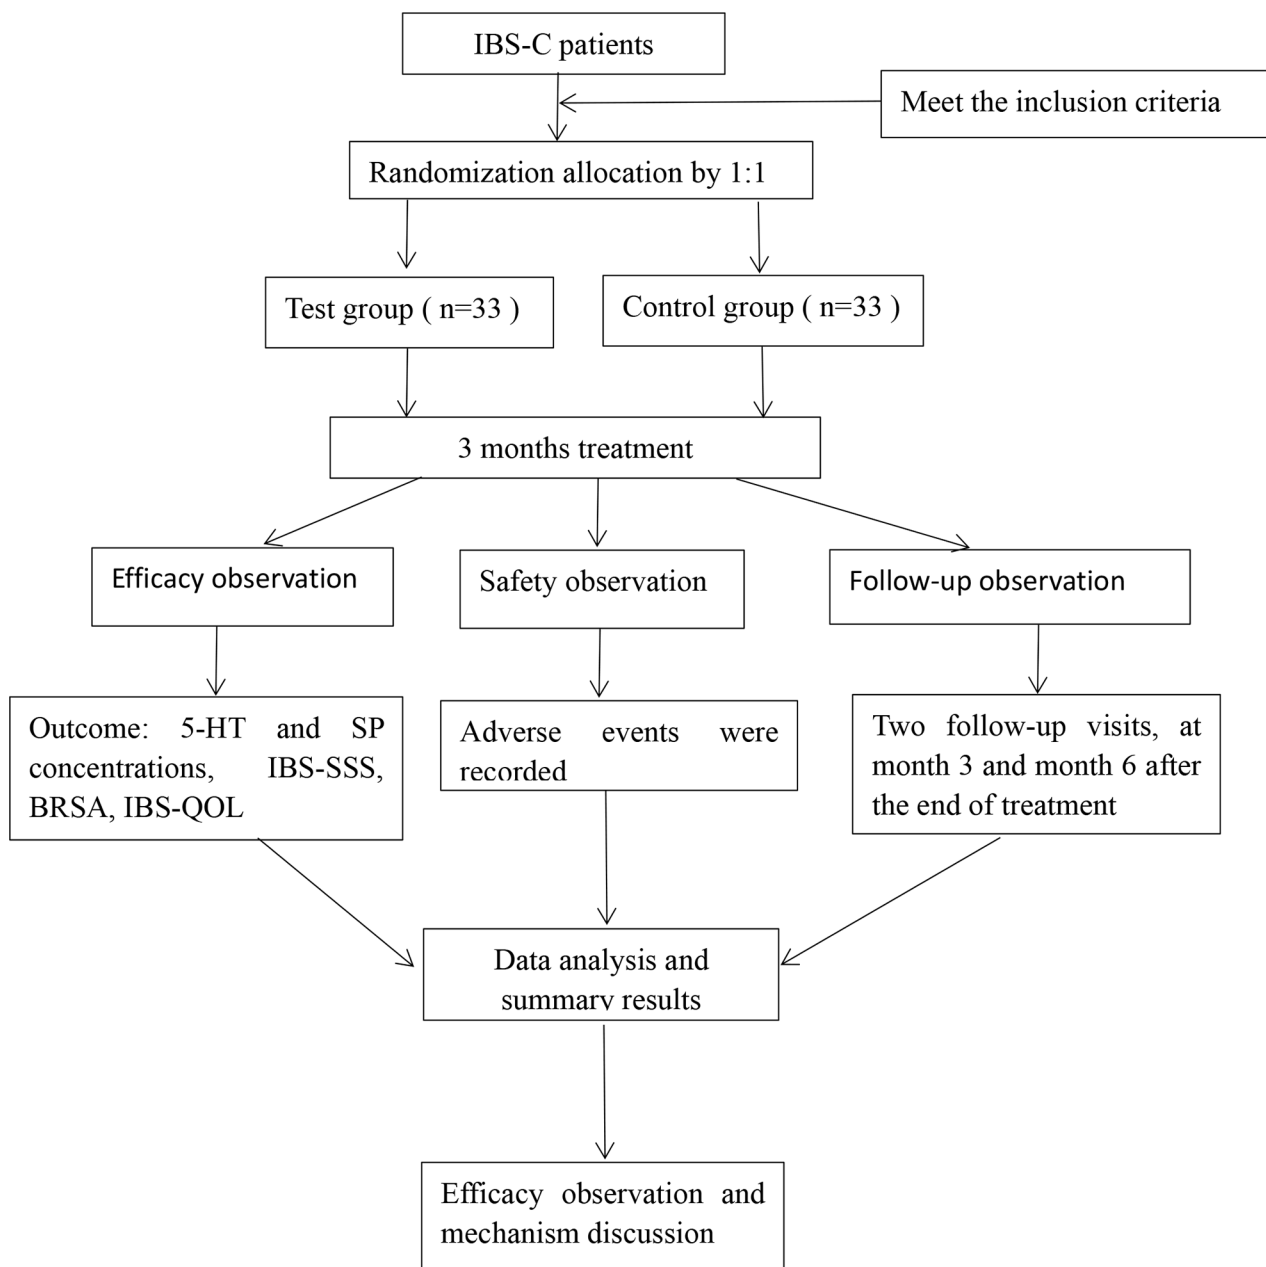 IBS-C patients
Meet the inclusion criteria
Randomization allocation by 1:1
Test group ( n=33 )
Control group ( n=33 )
3 months treatment
Efficacy observation
Safety observation
Follow-up observation
Outcome: 5-HT and SP
concentrations, IBS-SSS,
BRSA, IBS-QOL
Adverse events were
recorded
Two follow-up visits, at
month 3 and month 6 after
the end of treatment
Data analysis and
summary results
Efficacy observation and
mechanism discussion